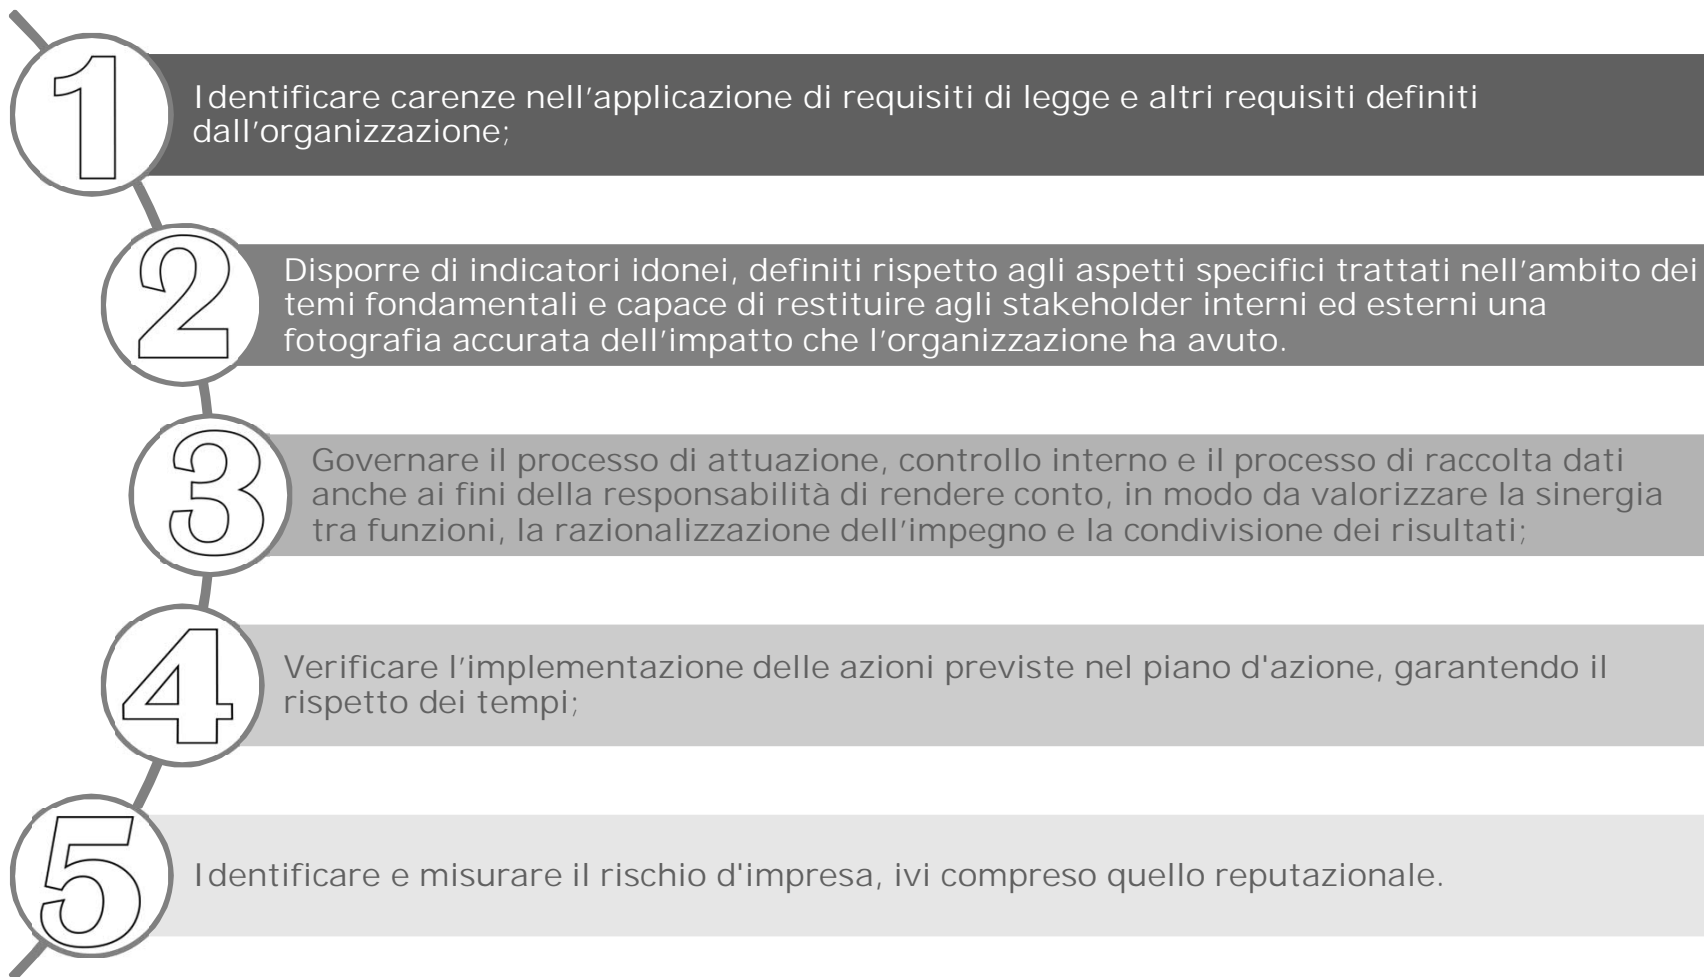 1
Identificare carenze nell'applicazione di requisiti di legge e altri requisiti definiti
dall'organizzazione;
2
Disporre di indicatori idonei, definiti rispetto agli aspetti specifici trattati nell'ambito dei
temi fondamentali e capace di restituire agli stakeholder interni ed esterni una
fotografia accurata dell'impatto che l'organizzazione ha avuto.
3
Governare il processo di attuazione, controllo interno e il processo di raccolta dati
anche ai fini della responsabilità di rendere conto, in modo da valorizzare la sinergia
tra funzioni, la razionalizzazione dell'impegno e la condivisione dei risultati;
4
Verificare l'implementazione delle azioni previste nel piano d'azione, garantendo il
rispetto dei tempi;
5
Identificare e misurare il rischio d'impresa, ivi compreso quello reputazionale.